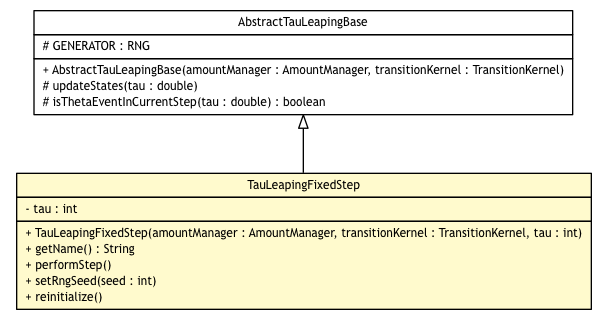 AbstractTauLeapingBase
# GENERATOR : RNG
+ AbstractTauLeapingBase(amountManager : AmountManager, transitionKernel : TransitionKernel)
# updateStates(tau : double)
# isThetaEventInCurrentStep(tau : double) : boolean
TauLeapingFixedStep
- tau : int
+ TauLeapingFixedStep(amountManager : AmountManager, transitionKernel : TransitionKernel, tau : int)
+ getName() : String
+ performStep()
+ setRngSeed(seed : int)
+ reinitialize()